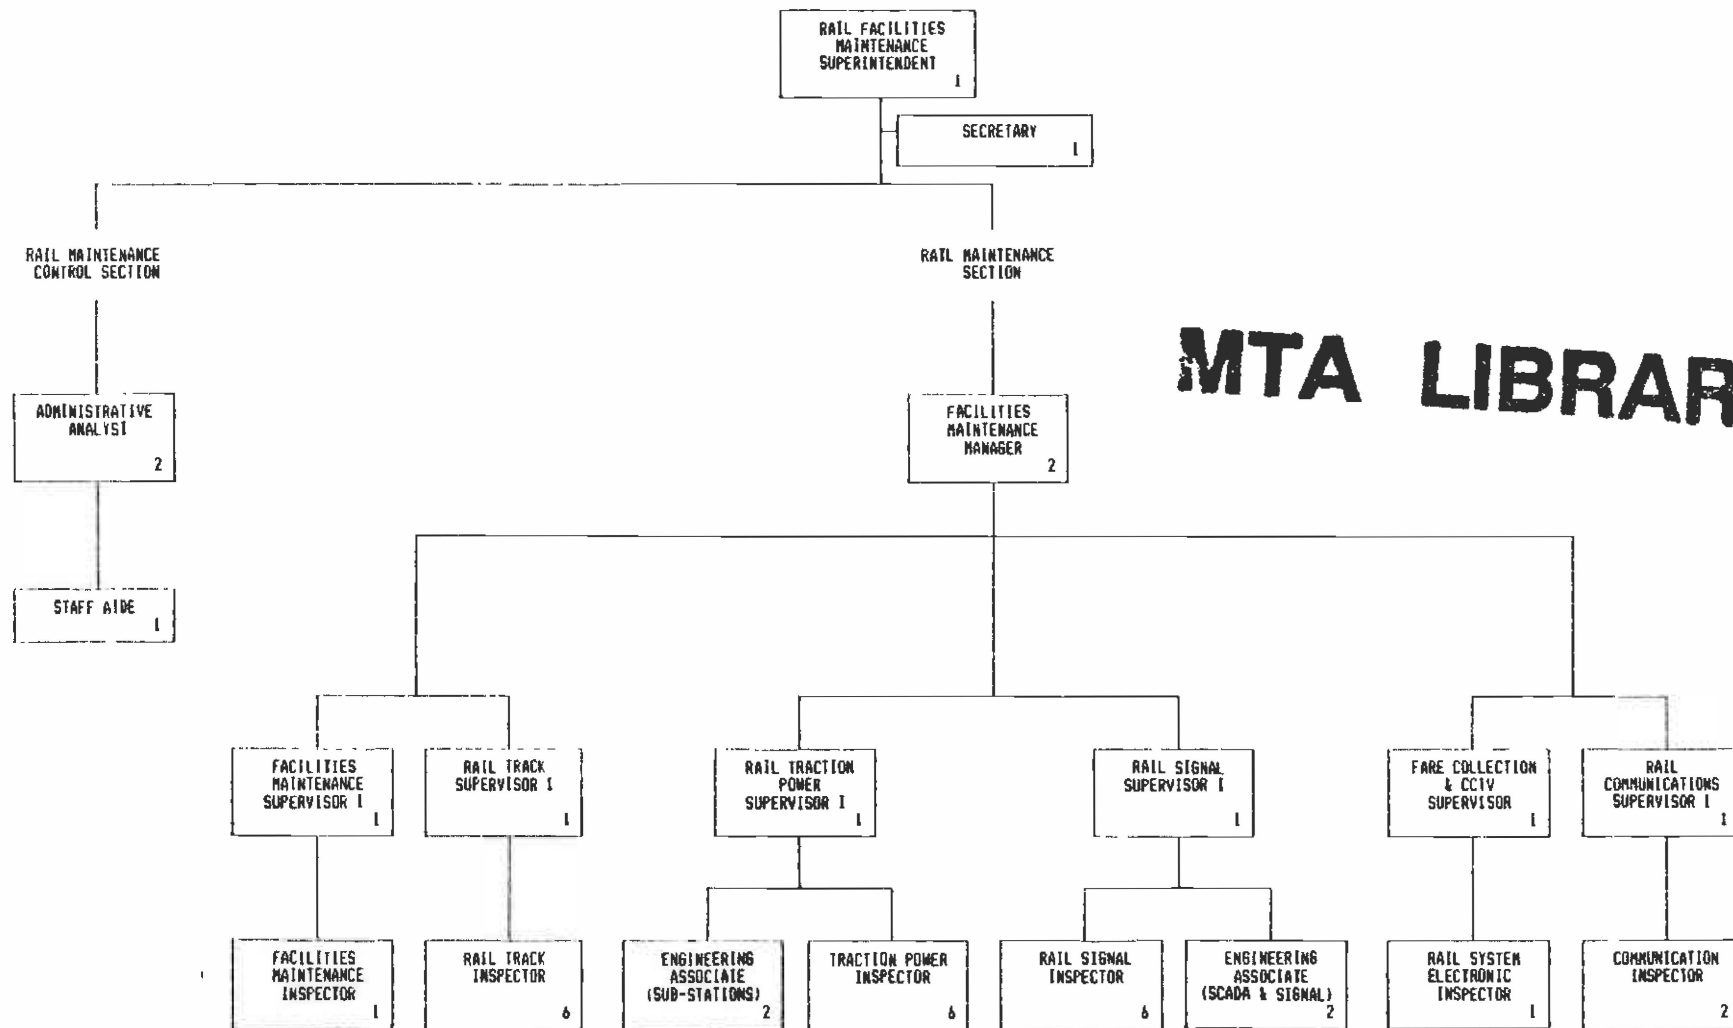 RAIL FACILITIES
MAINTENANCE
SUPERINTENDENT
1
SECRETARY
1
RAIL MAINTENANCE
CONTROL SECTION
RAIL MAINTENANCE
SECTION
MTA LIBRAR
ADMINISTRATIVE
ANALYST
2
FACILITIES
MAINTENANCE
MANAGER
2
STAFF AIDE
1
FACILITIES
MAINTENANCE
SUPERVISOR I
1
RAIL TRACK
SUPERVISOR I
1
RAIL TRACTION
POWER
SUPERVISOR I
1
RAIL SIGNAL
SUPERVISOR I
1
FARE COLLECTION
& CCTV
SUPERVISOR
1
RAIL
COMMUNICATIONS
SUPERVISOR I
1
FACILITIES
MAINTENANCE
INSPECTOR
1
RAIL TRACK
INSPECTOR
6
ENGINEERING
ASSOCIATE
(SUB-STATIONS)
2
TRACTION POWER
INSPECTOR
6
RAIL SIGNAL
INSPECTOR
6
ENGINEERING
ASSOCIATE
(SCADA & SIGNAL)
2
RAIL SYSTEM
ELECTRONIC
INSPECTOR
1
COMMUNICATION
INSPECTOR
2